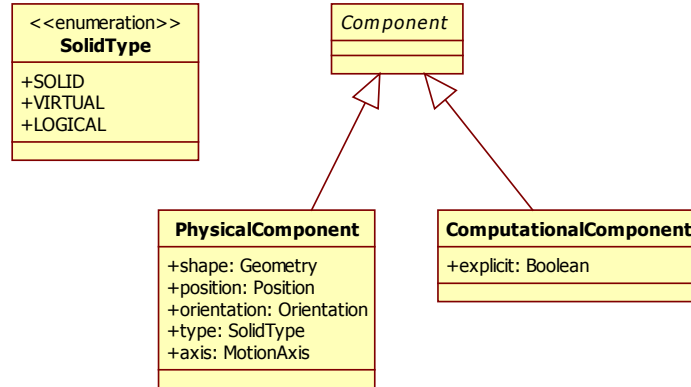 <<enumeration>>
SolidType
+SOLID
+VIRTUAL
+LOGICAL
Component
PhysicalComponent
+shape: Geometry
+position: Position
+orientation: Orientation
+type: SolidType
+axis: MotionAxis
ComputationalComponent
+explicit: Boolean